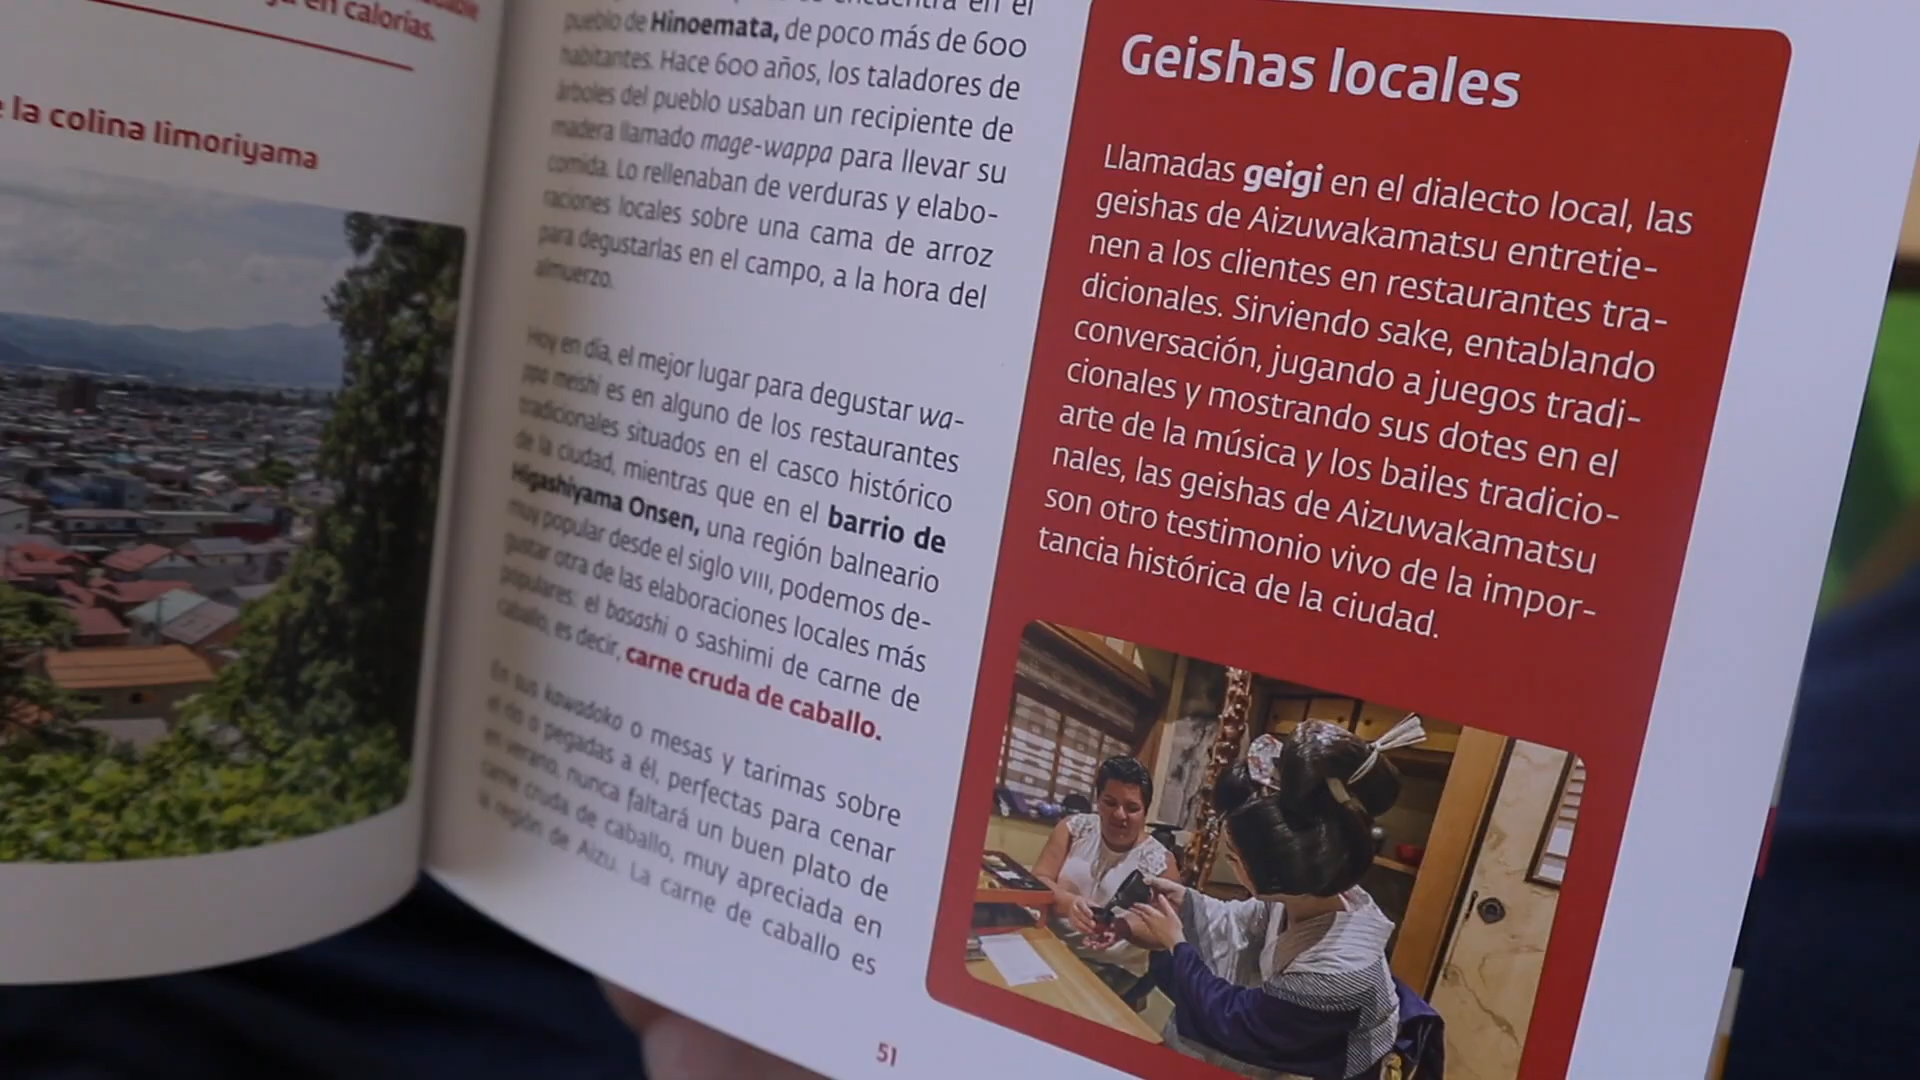 en calorías.
la colina Iimoriyama
encuentra en el
pueblo de Hinoemata, de poco más de 600
habitantes. Hace 600 años, los taladores de
árboles del pueblo usaban un recipiente de
madera llamado mage-wappa para llevar su
comida. Lo rellenaban de verduras y elabo-
raciones locales sobre una cama de arroz
para degustarlas en el campo, a la hora del
almuerzo.
Hoy en día, el mejor lugar para degustar wa-
ppa meishi es en alguno de los restaurantes
tradicionales situados en el casco histórico
de la ciudad, mientras que en el barrio de
Higashiyama Onsen, una región balneario
muy popular desde el siglo VIII, podemos de-
gustar otra de las elaboraciones locales más
populares: el basashi o sashimi de carne de
caballo, es decir, carne cruda de caballo.
En sus kawadoko o mesas y tarimas sobre
el río o pegadas a él, perfectas para cenar
en verano, nunca faltará un buen plato de
carne cruda de caballo, muy apreciada en
la región de Aizu. La carne de caballo es
51
Geishas locales
Llamadas geigi en el dialecto local, las
geishas de Aizuwakamatsu entretie-
nen a los clientes en restaurantes tra-
dicionales. Sirviendo sake, entablando
conversación, jugando a juegos tradi-
cionales y mostrando sus dotes en el
arte de la música y los bailes tradicio-
nales, las geishas de Aizuwakamatsu
son otro testimonio vivo de la impor-
tancia histórica de la ciudad.